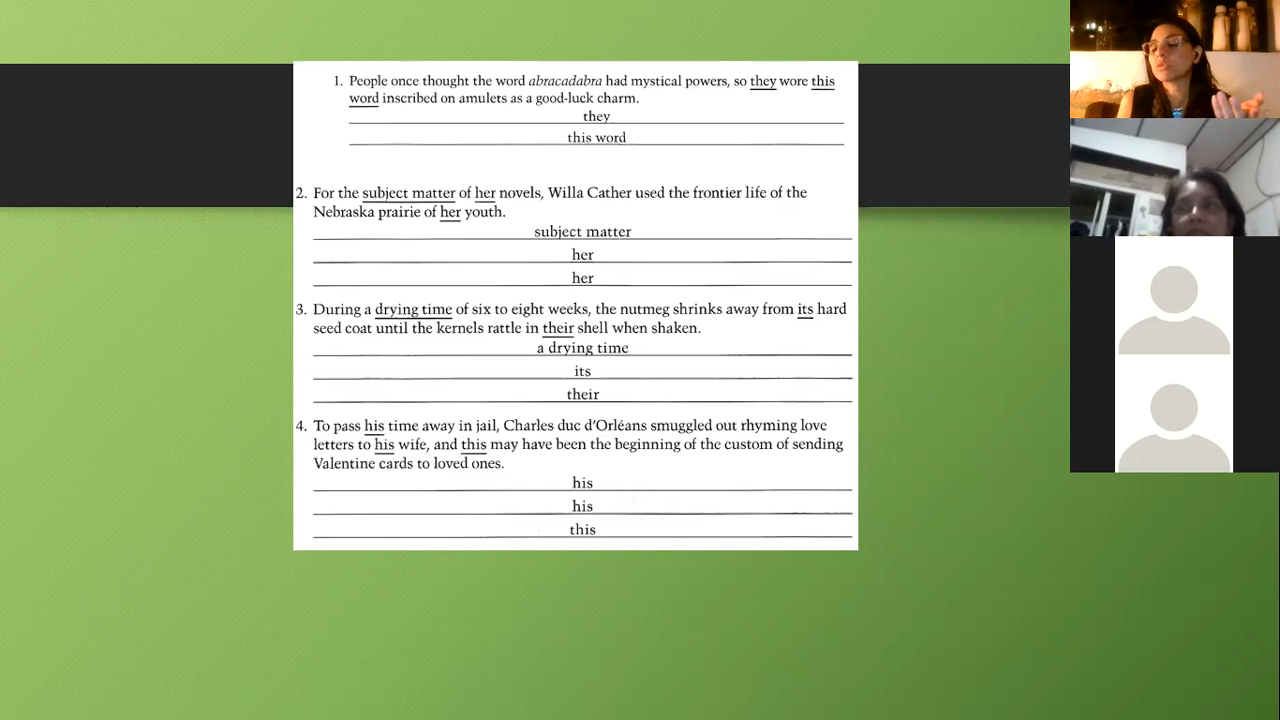 1. People once thought the word abracadabra had mystical powers, so they wore this
word inscribed on amulets as a good-luck charm.
they
this word
2. For the subject matter of her novels, Willa Cather used the frontier life of the
Nebraska prairie of her youth.
subject matter
her
her
3. During a drying time of six to eight weeks, the nutmeg shrinks away from its hard
seed coat until the kernels rattle in their shell when shaken.
a drying time
its
their
4. To pass his time away in jail, Charles duc d'Orléans smuggled out rhyming love
letters to his wife, and this may have been the beginning of the custom of sending
Valentine cards to loved ones.
his
his
this